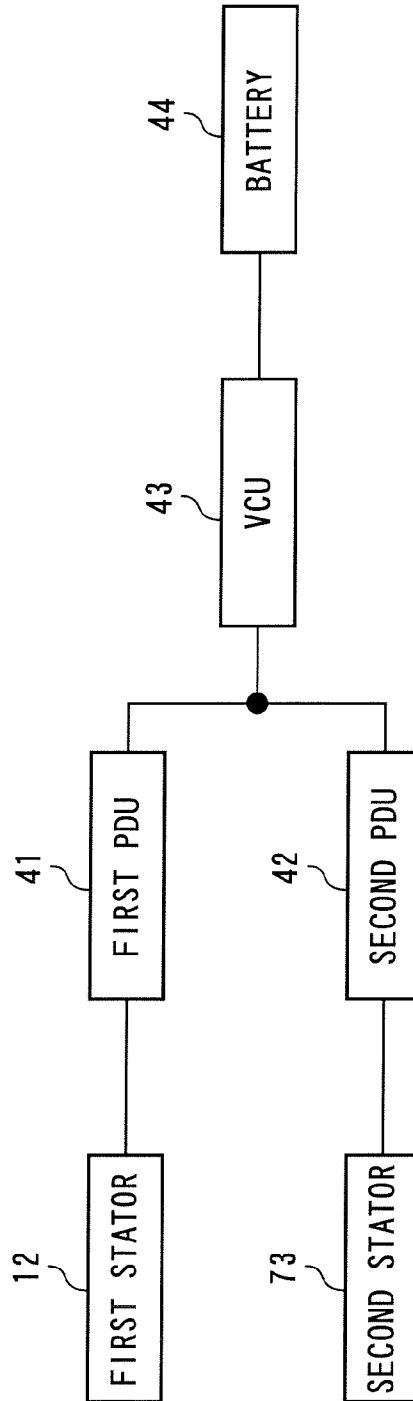 12
FIRST STATOR
41
FIRST PDU
43
VCU
44
BATTERY
73
SECOND STATOR
42
SECOND PDU